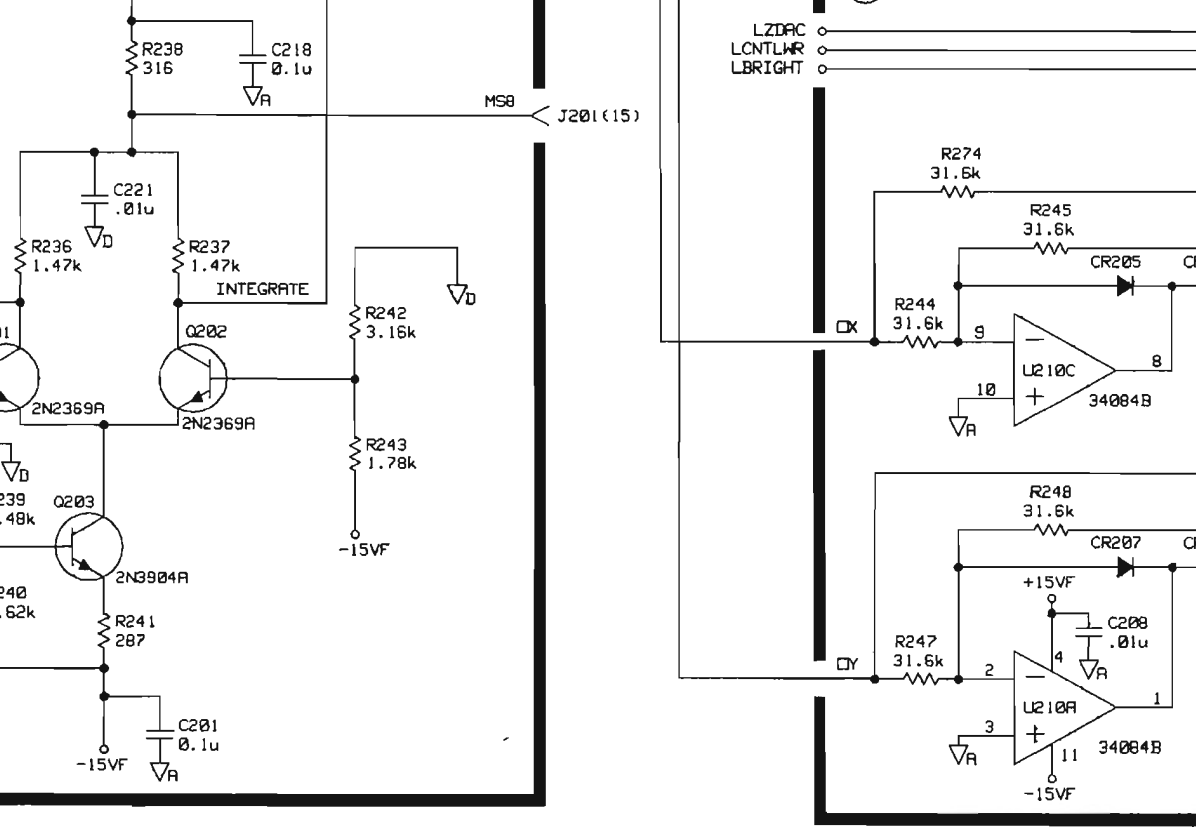 LZDAC
LCNTLWR
LBRIGHT
R238
316
C218
0.1u
A
MS8
J201(15)
C221
.01u
D
R236
1.47k
R237
1.47k
INTEGRATE
D
R242
3.16k
Q202
2N2369A
2N2369A
R243
1.78k
-15VF
D
Q203
2N3904A
R241
287
-15VF
C201
0.1u
A
R274
31.6k
R245
31.6k
CR205
R244
31.6k
□X
9
10
U210C
8
34084B
A
R248
31.6k
CR207
+15VF
C208
.01u
A
4
R247
31.6k
□Y
2
3
U210A
1
11
34084B
A
-15VF